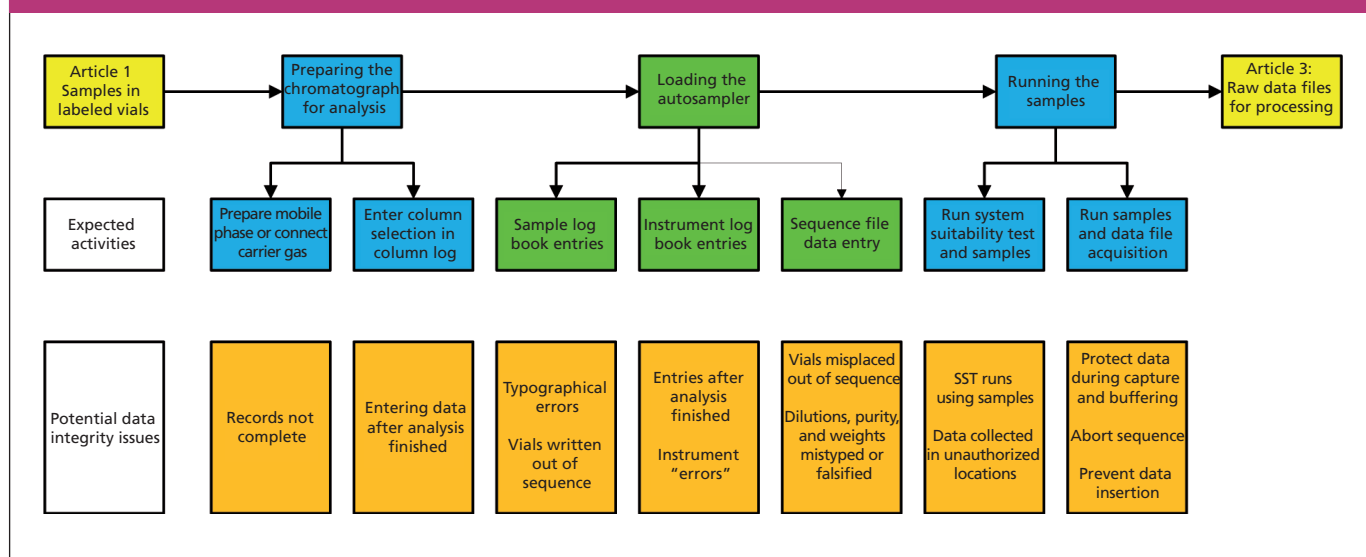 Article 1
Samples in
labeled vials
Preparing the
chromatograph
for analysis
Loading the
autosampler
Running the
samples
Article 3:
Raw data files
for processing
Expected
activities
Prepare mobile
phase or connect
carrier gas
Enter column
selection in
column log
Sample log
book entries
Instrument log
book entries
Sequence file
data entry
Run system
suitability test
and samples
Run samples
and data file
acquisition
Potential data
integrity issues
Records not
complete
Entering data
after analysis
finished
Typographical
errors
Vials written
out of
sequence
Entries after
analysis
finished
Instrument
“errors”
Vials misplaced
out of sequence
Dilutions, purity,
and weights
mistyped or
falsified
SST runs
using samples
Data collected
in unauthorized
locations
Protect data
during capture
and buffering
Abort sequence
Prevent data
insertion